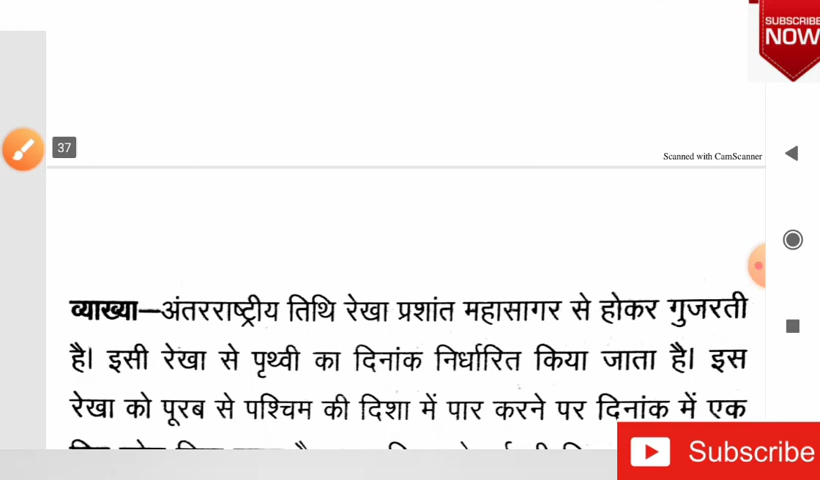 SUBSCRIBE
NOW
37
Scanned with CamScanner
व्याख्या–अंतरराष्ट्रीय तिथि रेखा प्रशांत महासागर से होकर गुजरती
है। इसी रेखा से पृथ्वी का दिनांक निर्धारित किया जाता है। इस
रेखा को पूरब से पश्चिम की दिशा में पार करने पर दिनांक में एक
Subscribe